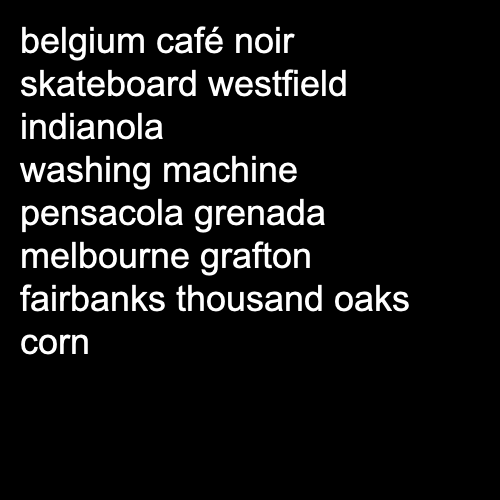 belgium café noir
skateboard westfield
indianola
washing machine
pensacola grenada
melbourne grafton
fairbanks thousand oaks
corn